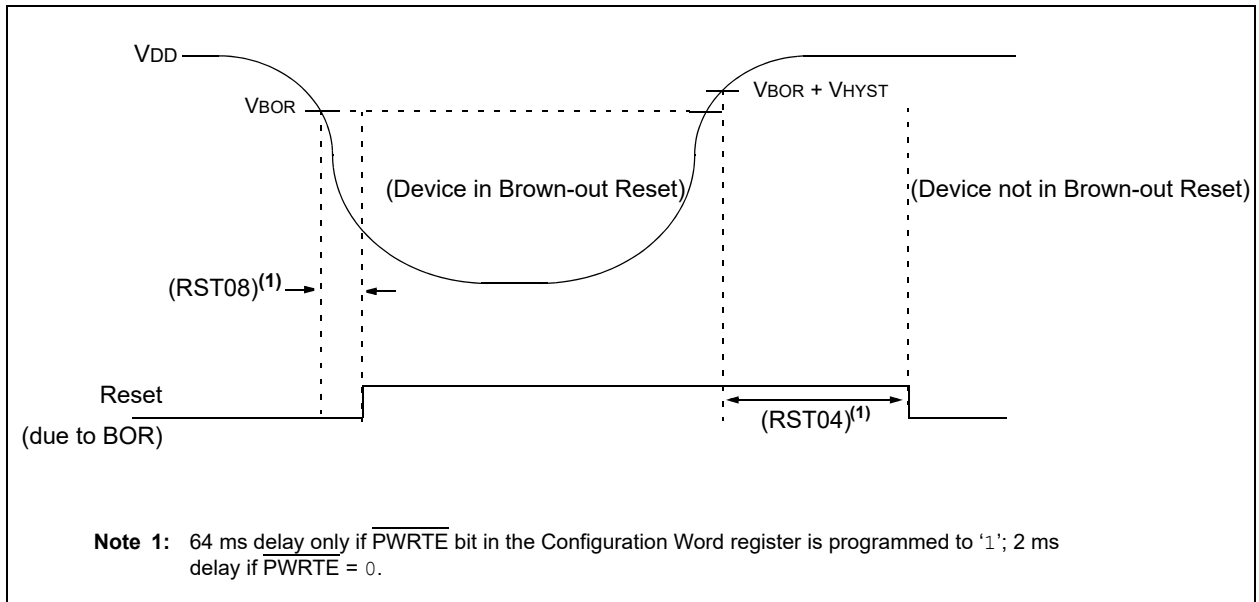 VDD
VBOR
VBOR + VHYST
(Device in Brown-out Reset)
(Device not in Brown-out Reset)
(RST08)(1)
Reset
(due to BOR)
(RST04)(1)
Note 1: 64 ms delay only if PWRTE bit in the Configuration Word register is programmed to ‘1’; 2 ms
delay if PWRTE = 0.